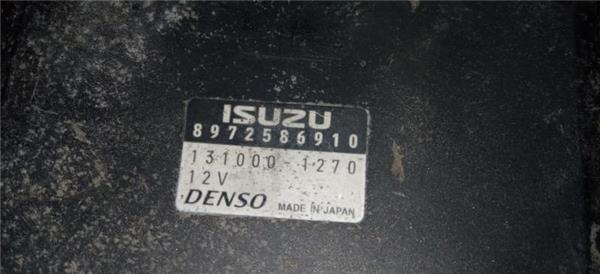 ISUZU
8972586910
131000-1270
12V
DENSO MADE IN JAPAN